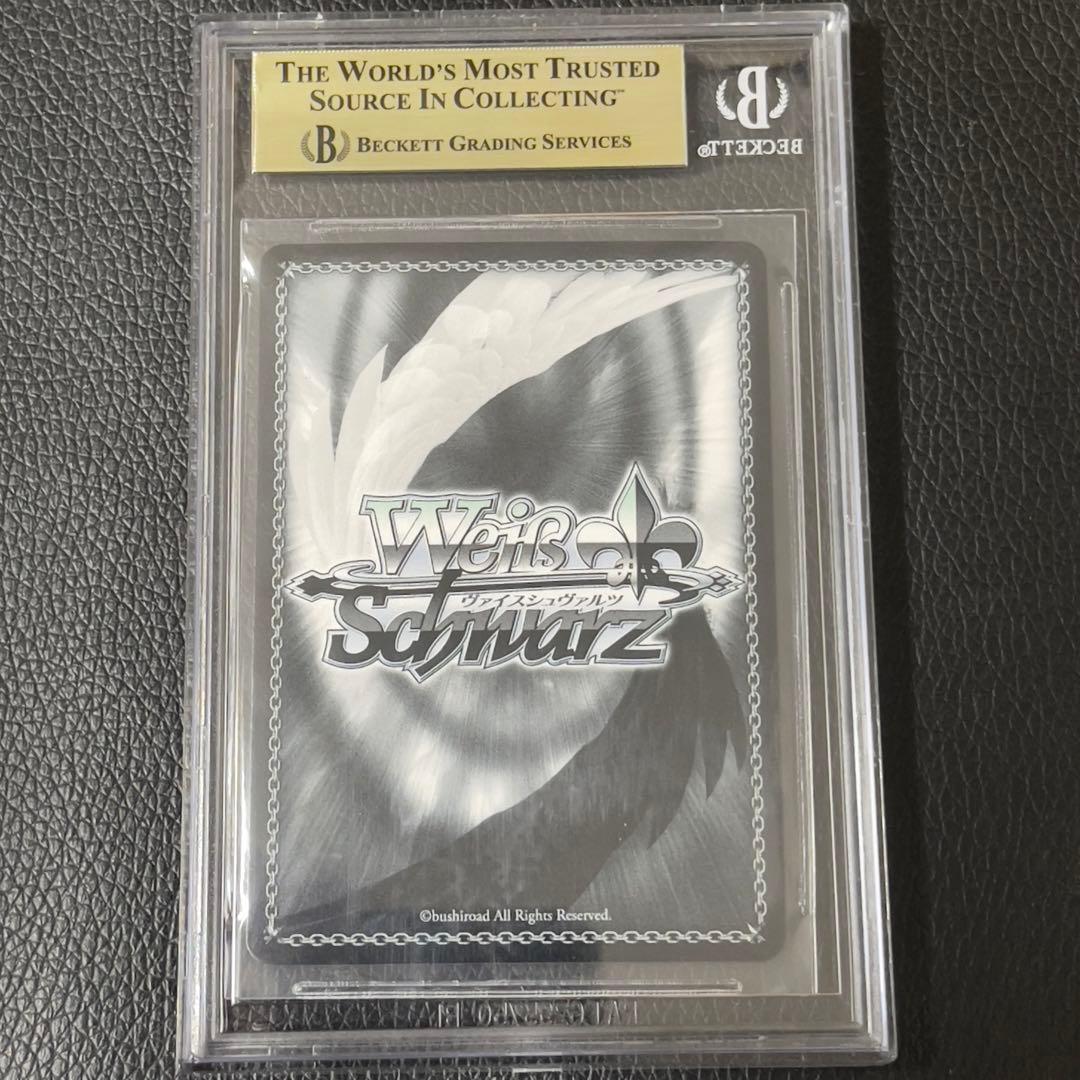 THE WORLD'S MOST TRUSTED
SOURCE IN COLLECTING™
B BECKETT GRADING SERVICES
B
BECKETT®
Weiß
ヴァイスシュヴァルツ
Schwarz
©bushiroad All Rights Reserved.